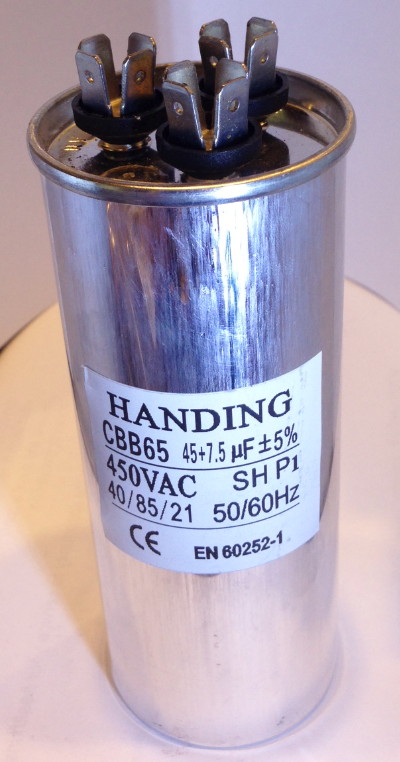 HANDING
CBB65 45+7.5 µF ±5%
450VAC SH P1
40/85/21 50/60Hz
CE EN 60252-1